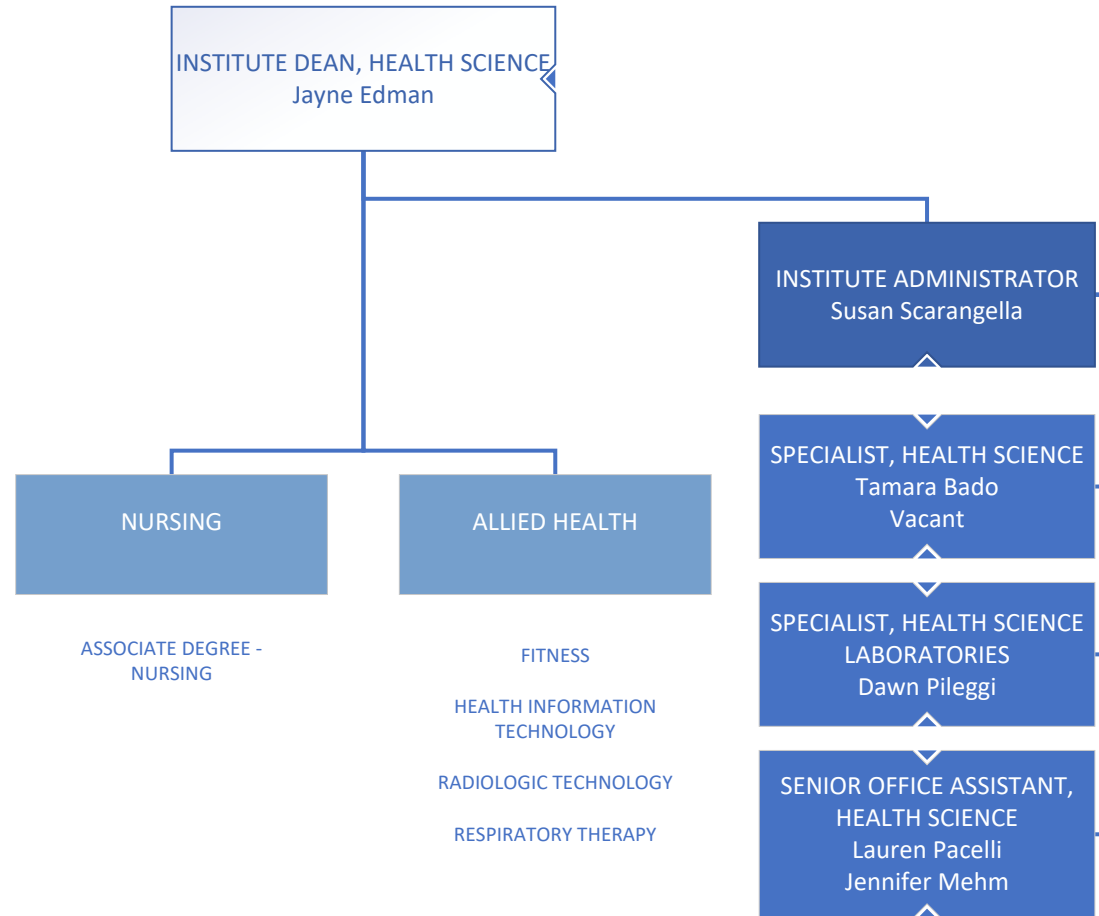 INSTITUTE DEAN, HEALTH SCIENCE
Jayne Edman
INSTITUTE ADMINISTRATOR
Susan Scarangella
SPECIALIST, HEALTH SCIENCE
Tamara Bado
Vacant
SPECIALIST, HEALTH SCIENCE
LABORATORIES
Dawn Pileggi
SENIOR OFFICE ASSISTANT,
HEALTH SCIENCE
Lauren Pacelli
Jennifer Mehm
NURSING
ASSOCIATE DEGREE -
NURSING
ALLIED HEALTH
FITNESS
HEALTH INFORMATION
TECHNOLOGY
RADIOLOGIC TECHNOLOGY
RESPIRATORY THERAPY